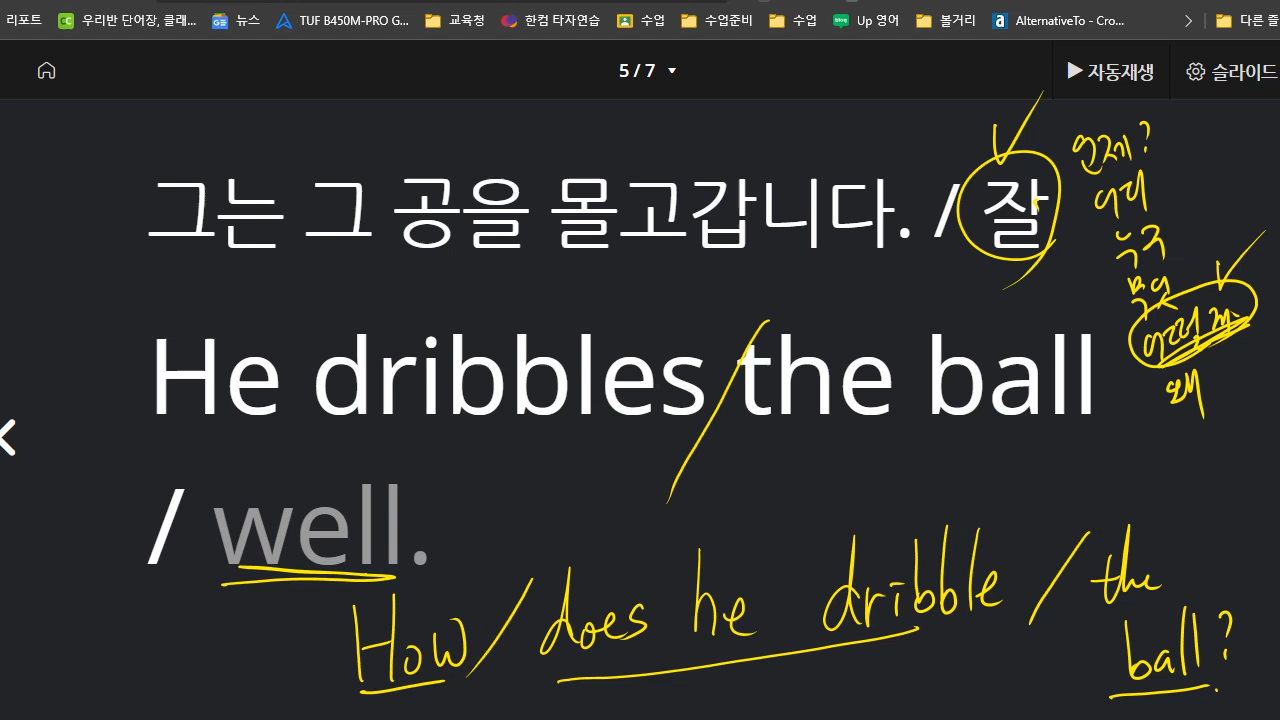 리포트 우리반 단어장, 클래... 뉴스 TUF B450M-PRO G... 교육청 한컴 타자연습 수업 수업준비 수업 Up 영어 볼거리 AlternativeTo - Cro... 다른 즐
5 / 7 자동재생 슬라이드
그는 그 공을 몰고갑니다. / 잘
언제?
어디
누구
무엇
어떻게
왜
He dribbles the ball
/ well.
How / does he dribble / the
ball?